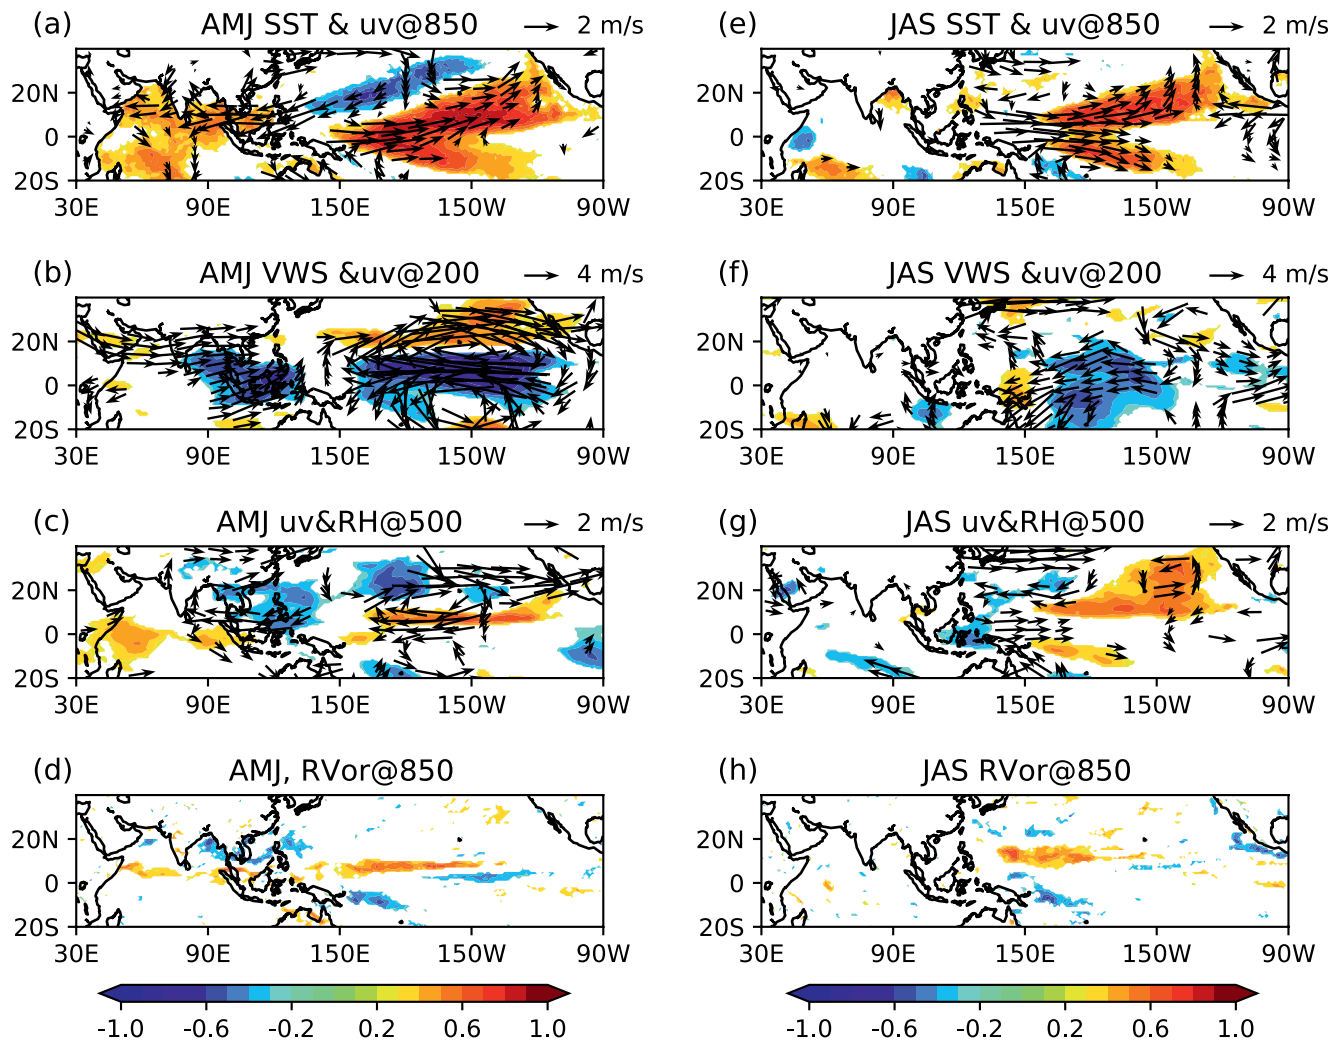 (a) AMJ SST & uv@850 2 m/s
20N
0
20S
30E 90E 150E 150W 90W
(b) AMJ VWS &uv@200 4 m/s
20N
0
20S
30E 90E 150E 150W 90W
(c) AMJ uv&RH@500 2 m/s
20N
0
20S
30E 90E 150E 150W 90W
(d) AMJ, RVor@850
20N
0
20S
30E 90E 150E 150W 90W
-1.0 -0.6 -0.2 0.2 0.6 1.0
(e) JAS SST & uv@850 2 m/s
20N
0
20S
30E 90E 150E 150W 90W
(f) JAS VWS &uv@200 4 m/s
20N
0
20S
30E 90E 150E 150W 90W
(g) JAS uv&RH@500 2 m/s
20N
0
20S
30E 90E 150E 150W 90W
(h) JAS RVor@850
20N
0
20S
30E 90E 150E 150W 90W
-1.0 -0.6 -0.2 0.2 0.6 1.0